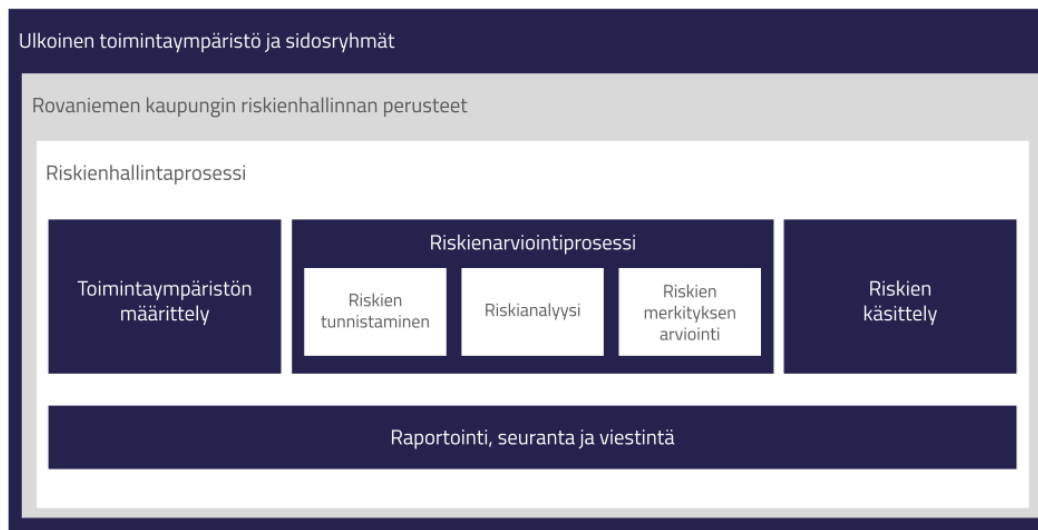 Ulkoinen toimintaympäristö ja sidosryhmät
Rovaniemen kaupungin riskienhallinnan perusteet
Riskienhallintaprosessi
Toimintaympäristön
määrittely
Riskienarviointiprosessi
Riskien
tunnistaminen
Riskianalyysi
Riskien
merkityksen
arviointi
Riskien
käsittely
Raportointi, seuranta ja viestintä